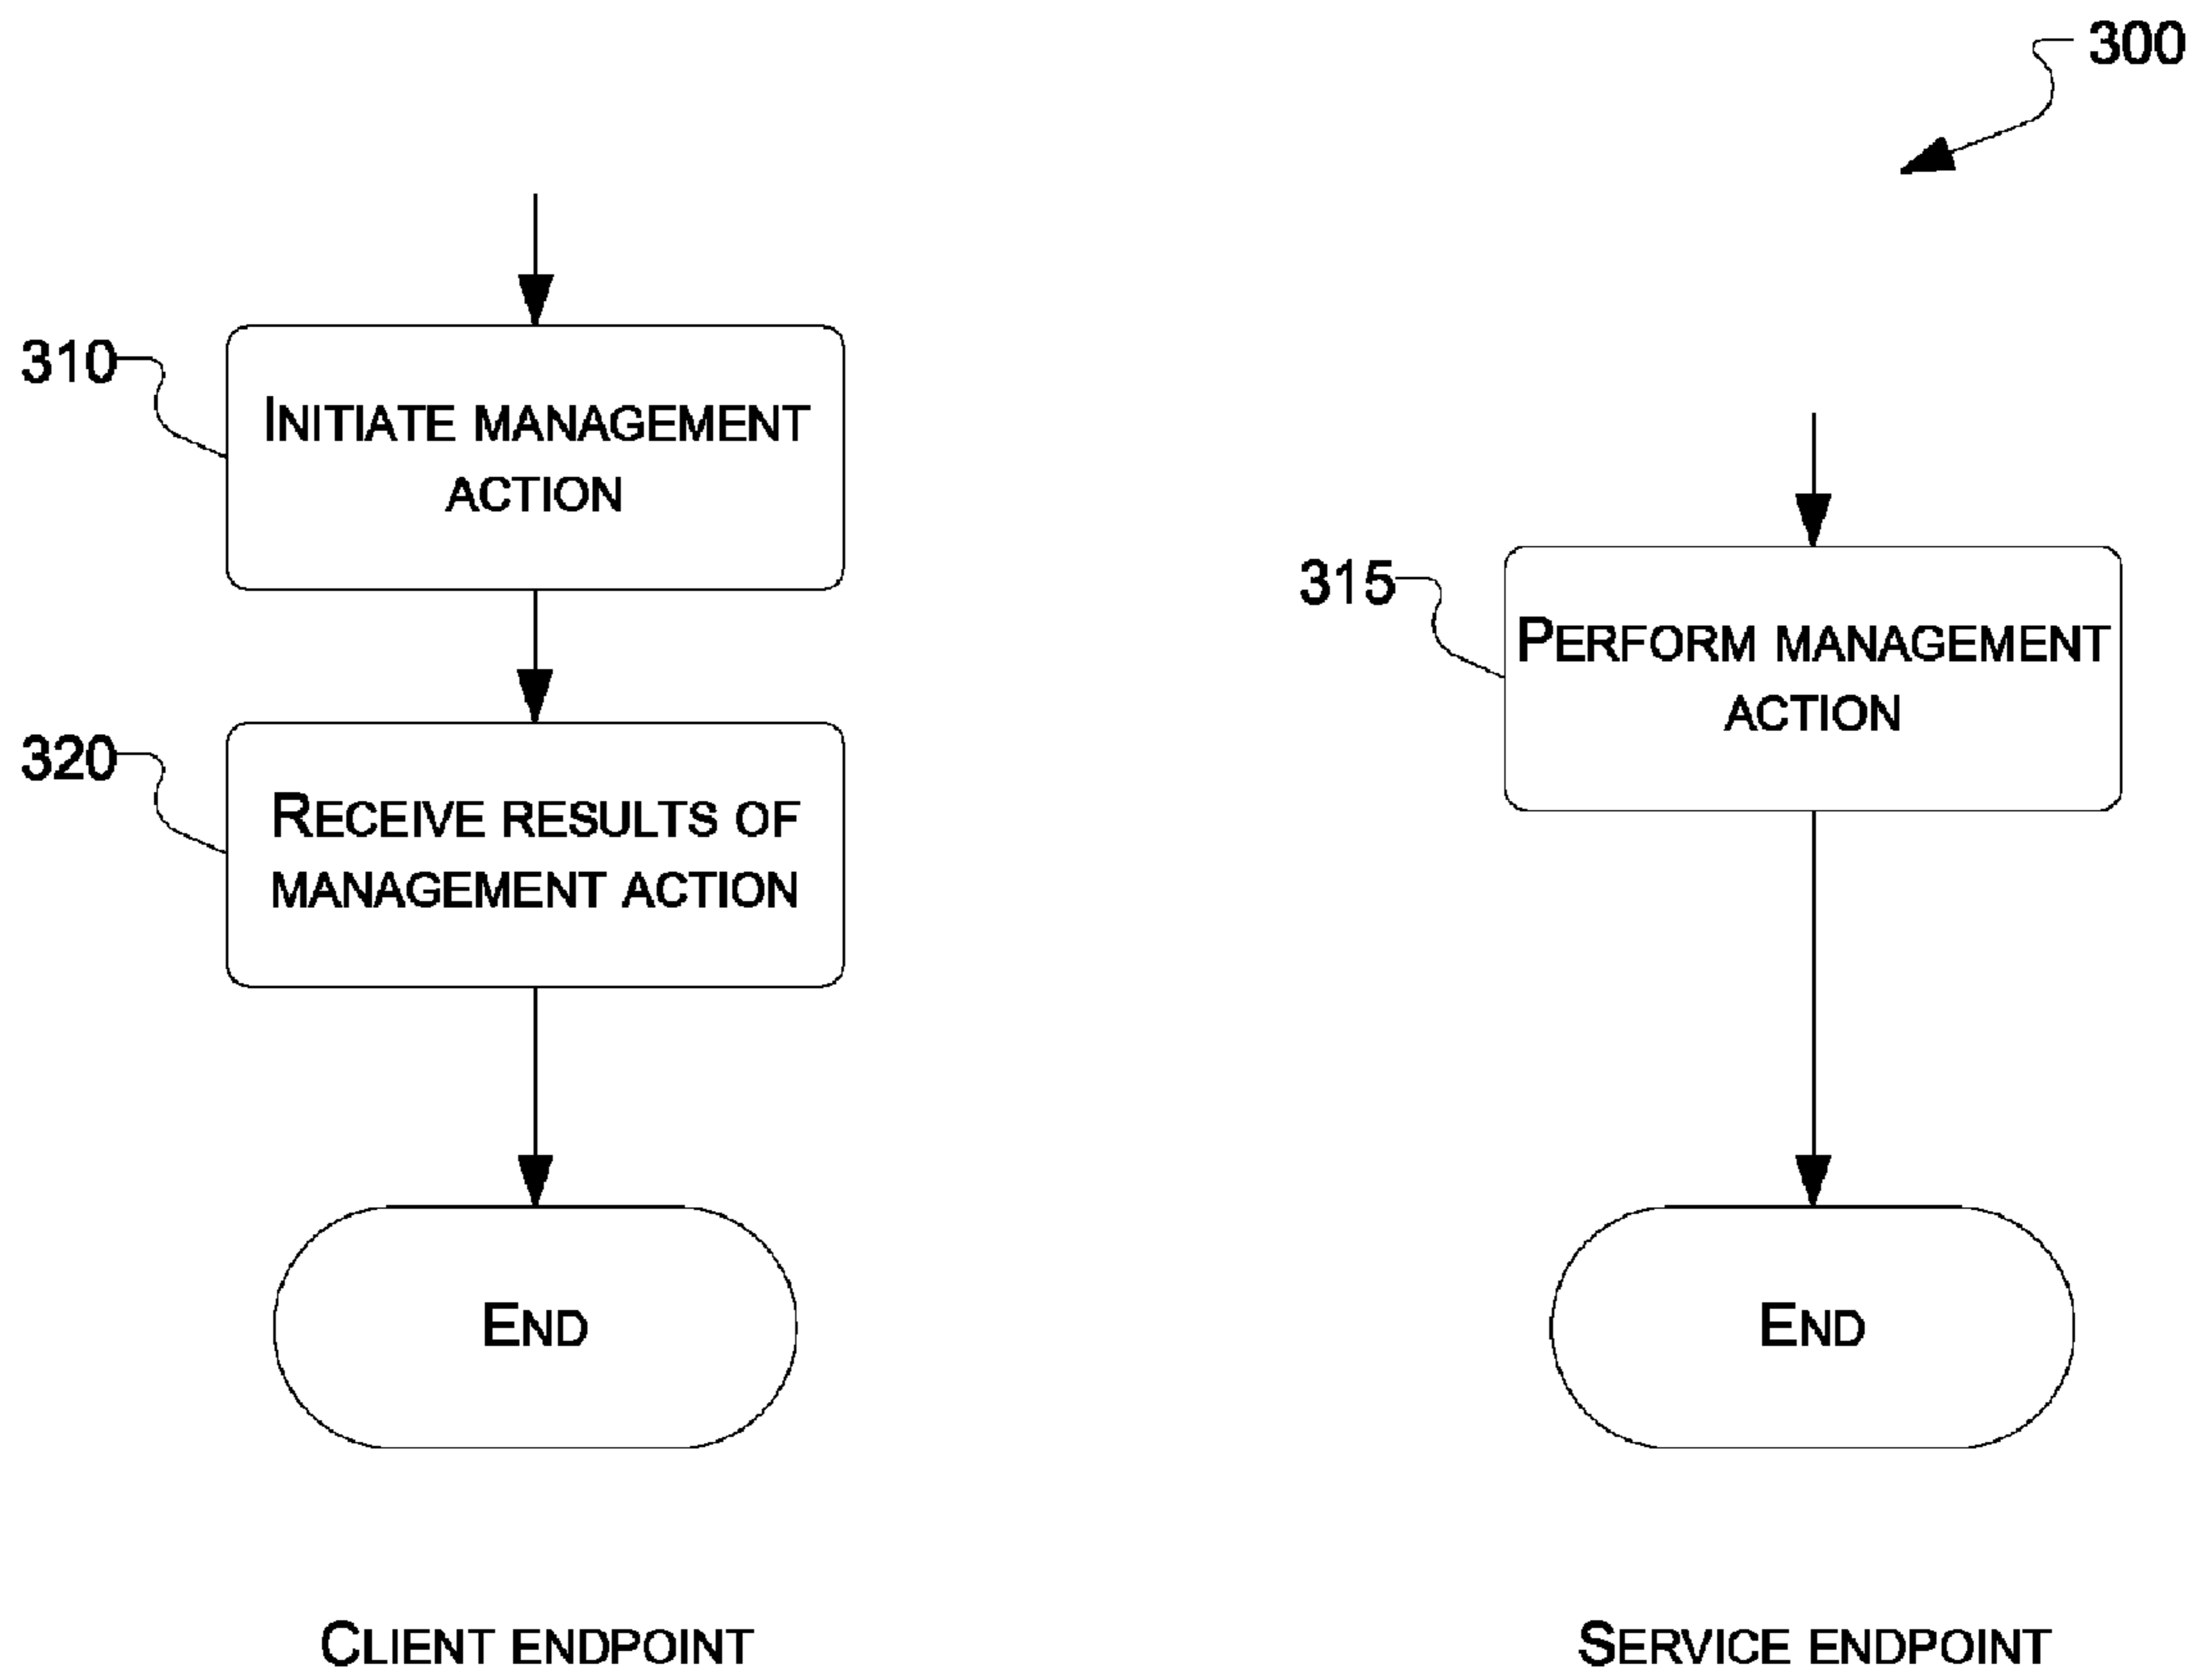 300
310
INITIATE MANAGEMENT
ACTION
315
PERFORM MANAGEMENT
ACTION
320
RECEIVE RESULTS OF
MANAGEMENT ACTION
END
END
CLIENT ENDPOINT
SERVICE ENDPOINT